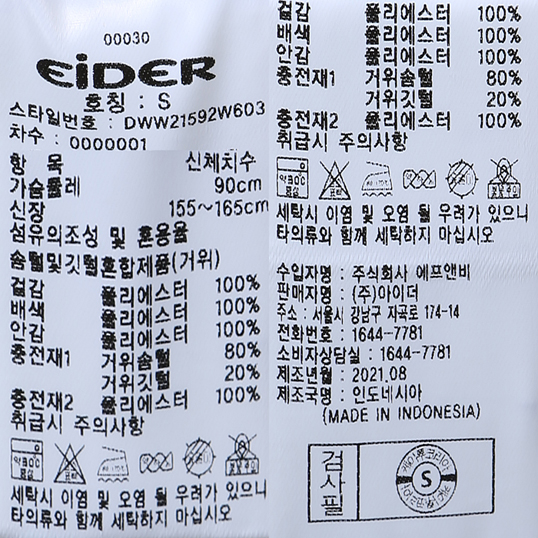 00030
EiDER
호칭 : S
스타일번호 : DWW21592W603
차수 : 0000001
항 목 신체치수
가슴둘레 90cm
신장 155~165cm
섬유의조성 및 혼용율
솜털및깃털혼합제품(거위)
겉감 폴리에스터 100%
배색 폴리에스터 100%
안감 폴리에스터 100%
충전재1 거위솜털 80%
거위깃털 20%
충전재2 폴리에스터 100%
취급시 주의사항
세탁시 이염 및 오염 될 우려가 있으니
타의류와 함께 세탁하지 마십시오
겉감 폴리에스터 100%
배색 폴리에스터 100%
안감 폴리에스터 100%
충전재1 거위솜털 80%
거위깃털 20%
충전재2 폴리에스터 100%
취급시 주의사항
세탁시 이염 및 오염 될 우려가 있으니
타의류와 함께 세탁하지 마십시오
수입자명 : 주식회사 에프앤비
판매자명 : (주)아이더
주소 : 서울시 강남구 자곡로 174-14
전화번호 : 1644-7781
소비자상담실 : 1644-7781
제조년월 : 2021.08
제조국명 : 인도네시아
(MADE IN INDONESIA)
검사필
S